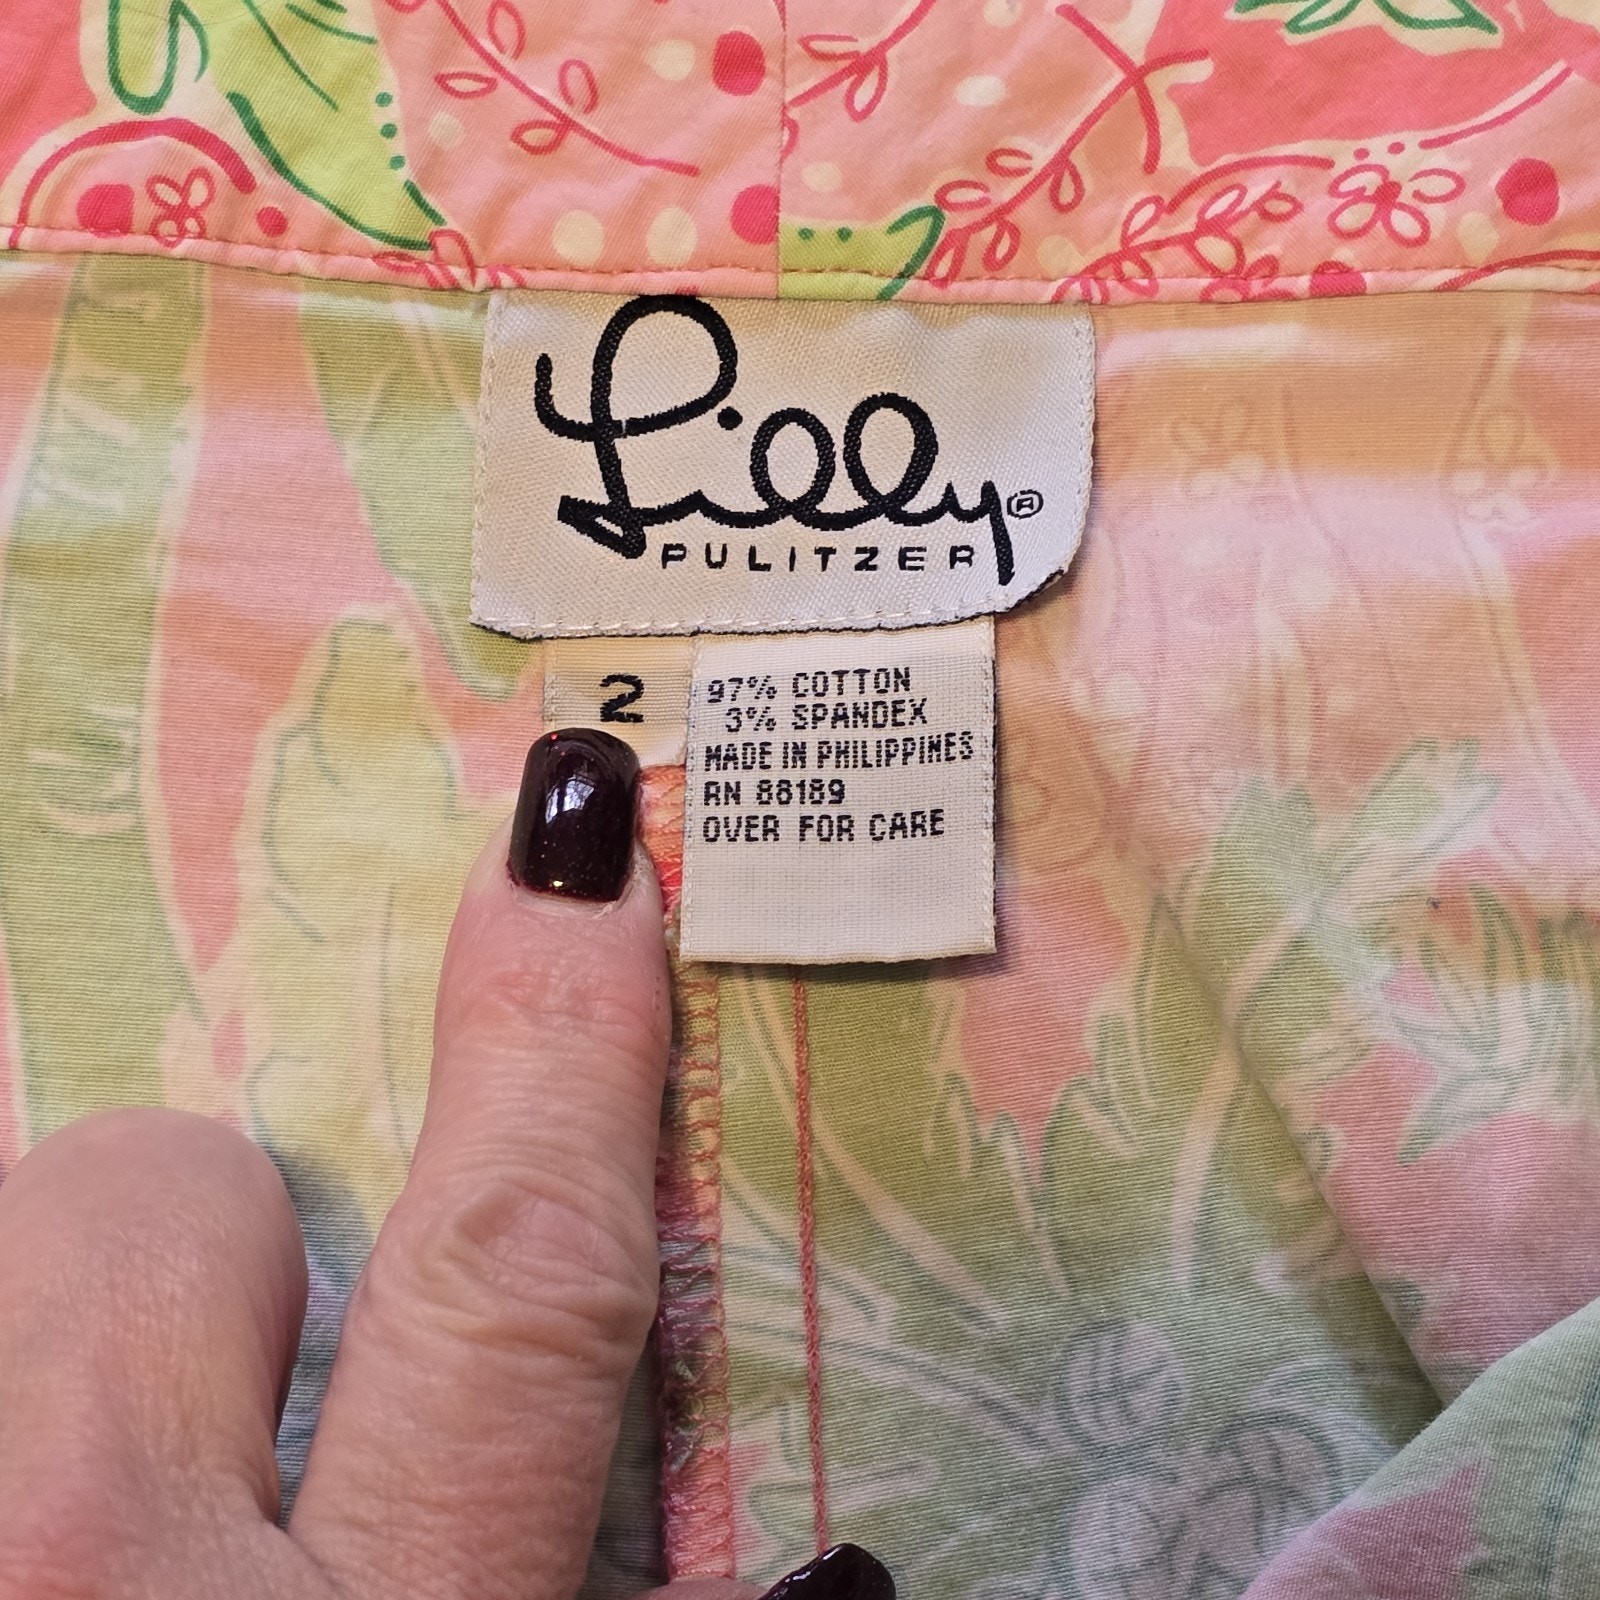 Lilly®
PULITZER
2
97% COTTON
3% SPANDEX
MADE IN PHILIPPINES
RN 88189
OVER FOR CARE